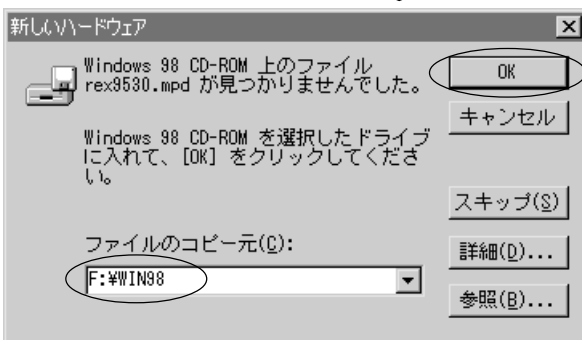 新しいハードウェア
Windows 98 CD-ROM 上のファイル
rex9530.mpd が見つかりませんでした。
Windows 98 CD-ROM を選択したドライブ
に入れて、[OK] をクリックしてくださ
い。
ファイルのコピー元(C):
F:¥WIN98
OK
キャンセル
スキップ(S)
詳細(D)...
参照(B)...